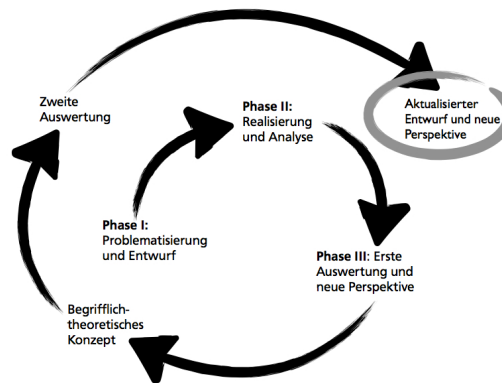 Zweite
Auswertung
Phase II:
Realisierung
und Analyse
Aktualisierter
Entwurf und neue
Perspektive
Phase I:
Problematisierung
und Entwurf
Phase III: Erste
Auswertung und
neue Perspektive
Begrifflich-
theoretisches
Konzept